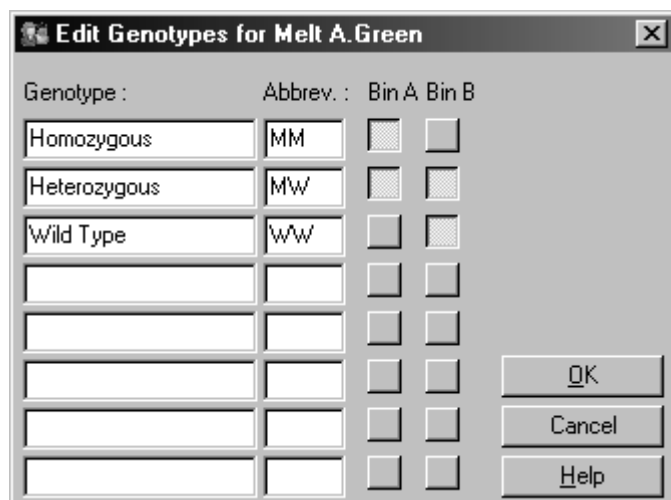 Edit Genotypes for Melt A.Green
Genotype : Abbrev. : Bin A Bin B
Homozygous MM
Heterozygous MW
Wild Type WW
OK
Cancel
Help